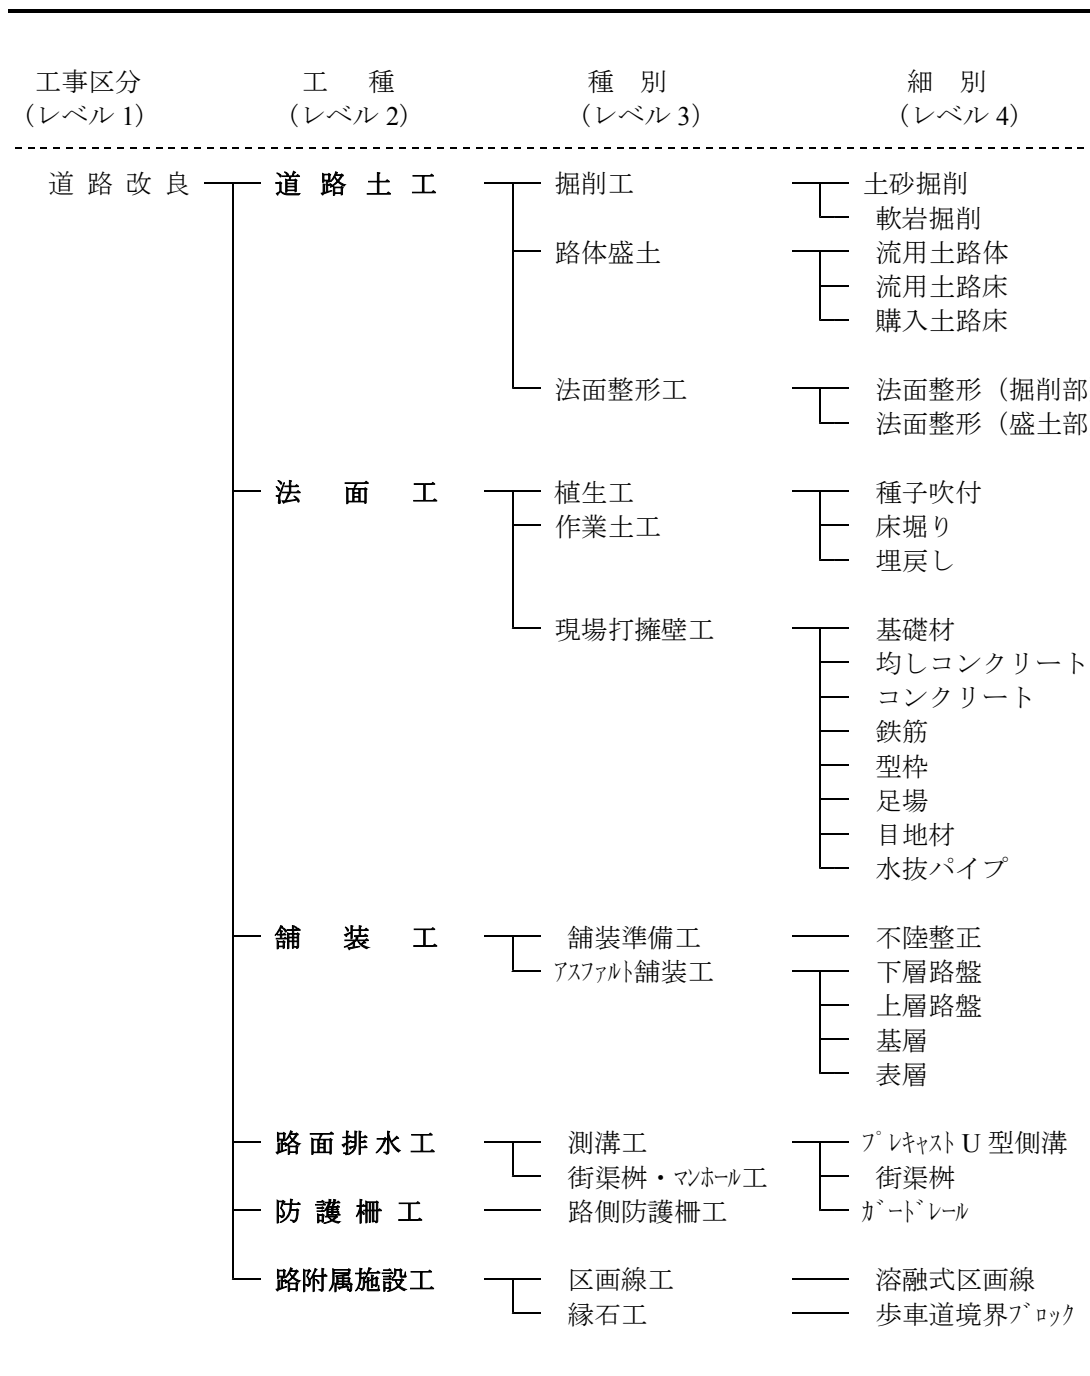 工事区分 工種 種別 細別
（レベル 1） （レベル 2） （レベル 3） （レベル 4）
道路改良 道路土工 掘削工 土砂掘削
軟岩掘削
路体盛土 流用土路体
流用土路床
購入土路床
法面整形工 法面整形（掘削部
法面整形（盛土部
法面工 植生工 種子吹付
作業土工 床堀り
埋戻し
現場打擁壁工 基礎材
均しコンクリート
コンクリート
鉄筋
型枠
足場
目地材
水抜パイプ
舗装工 舗装準備工 不陸整正
ｱｽﾌｧﾙﾄ舗装工 下層路盤
上層路盤
基層
表層
路面排水工 測溝工 ﾌﾟﾚｷｬｽﾄ U 型側溝
街渠桝・ﾏﾝﾎｰﾙ工 街渠桝
防護柵工 路側防護柵工 ｶﾞｰﾄﾞﾚｰﾙ
路附属施設工 区画線工 溶融式区画線
縁石工 歩車道境界ﾌﾞﾛｯｸ